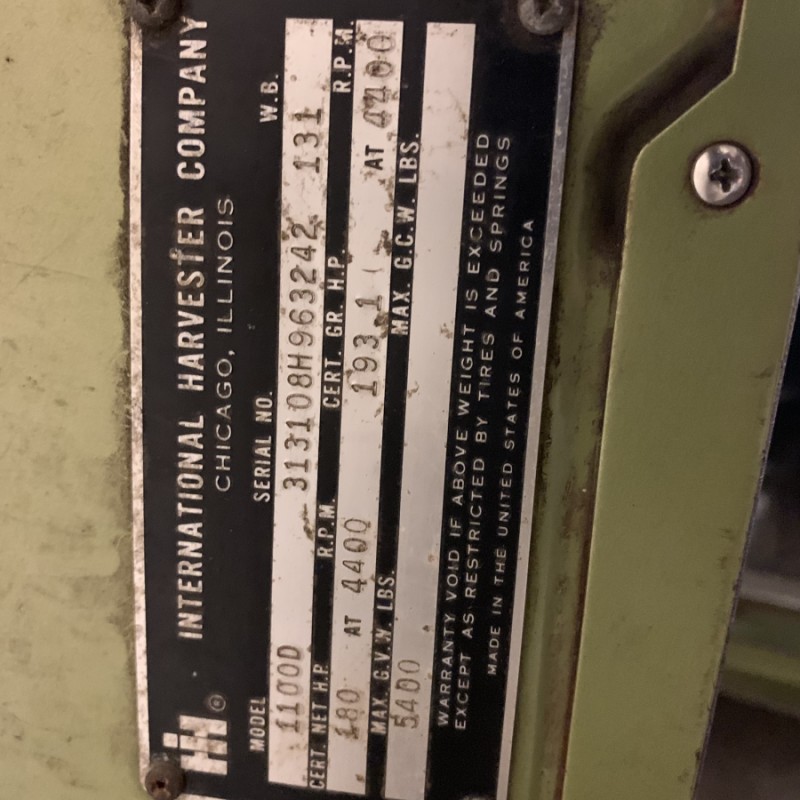 IH ® INTERNATIONAL HARVESTER COMPANY
CHICAGO, ILLINOIS
MODEL SERIAL NO. W.B.
1100D 313108H963242 131
CERT. NET H.P. R.P.M. CERT. GR. H.P. R.P.M.
180 AT 4400 193.1 AT 4400
MAX. G.V.W. LBS. MAX. G.C.W. LBS.
5400
WARRANTY VOID IF ABOVE WEIGHT IS EXCEEDED
EXCEPT AS RESTRICTED BY TIRES AND SPRINGS
MADE IN THE UNITED STATES OF AMERICA